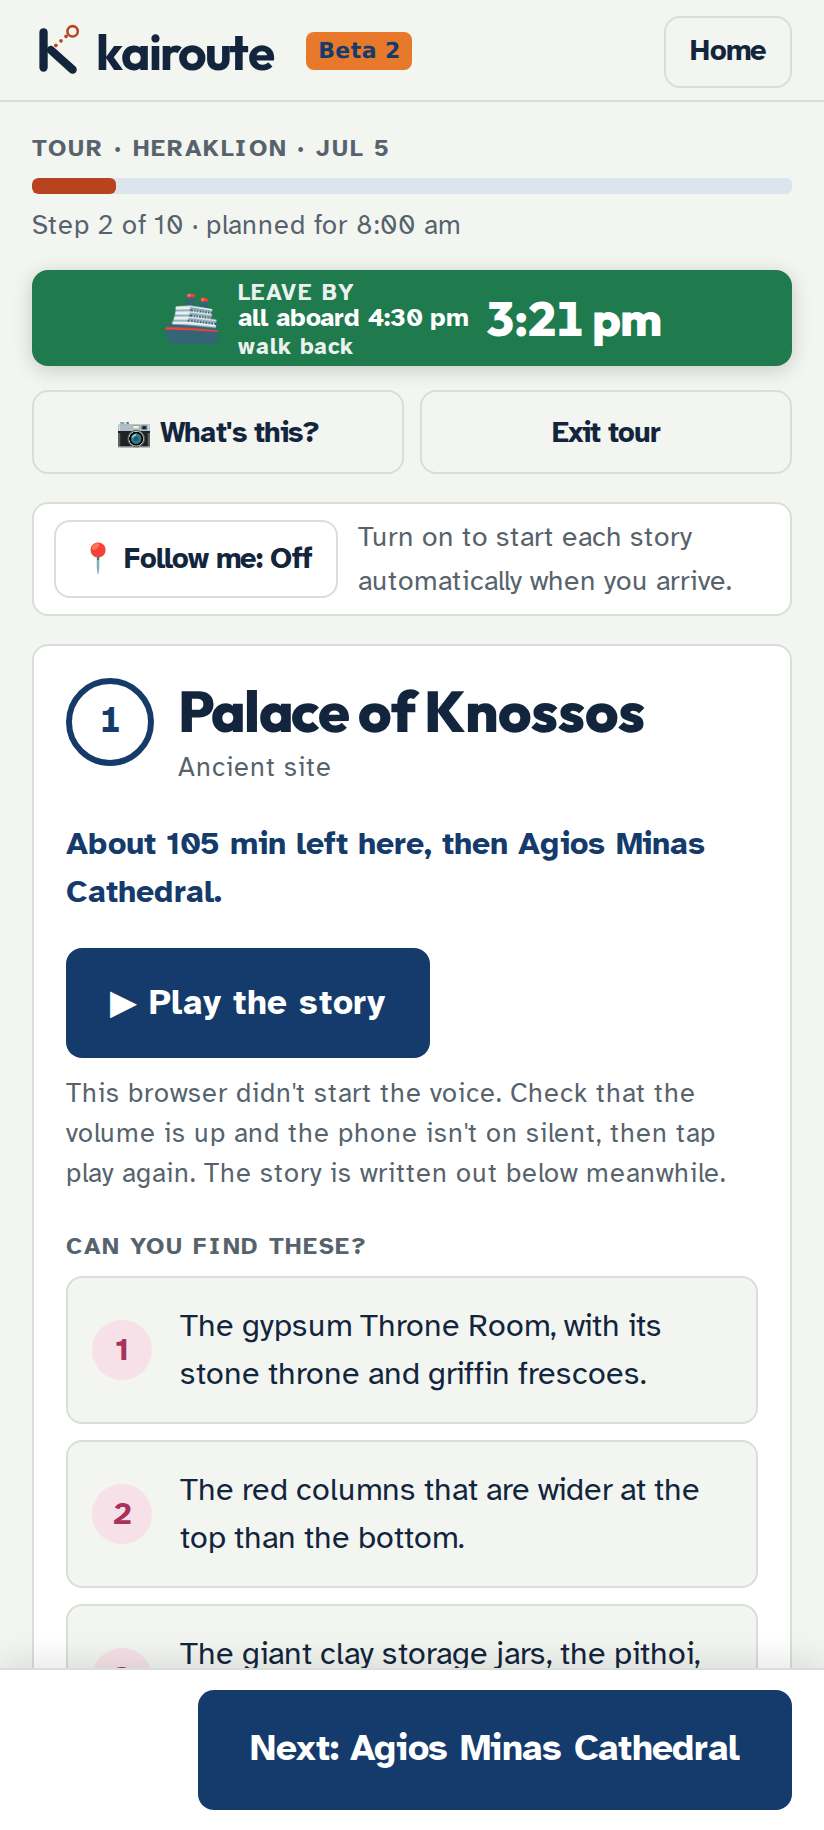 kairoute
Beta 2
Home
TOUR · HERAKLION · JUL 5
Step 2 of 10 · planned for 8:00 am
LEAVE BY
all aboard 4:30 pm
walk back
3:21 pm
What's this?
Exit tour
Follow me: Off
Turn on to start each story
automatically when you arrive.
1
Palace of Knossos
Ancient site
About 105 min left here, then Agios Minas
Cathedral.
▶ Play the story
This browser didn't start the voice. Check that the
volume is up and the phone isn't on silent, then tap
play again. The story is written out below meanwhile.
CAN YOU FIND THESE?
1
The gypsum Throne Room, with its
stone throne and griffin frescoes.
2
The red columns that are wider at the
top than the bottom.
The giant clay storage jars, the pithoi,
Next: Agios Minas Cathedral